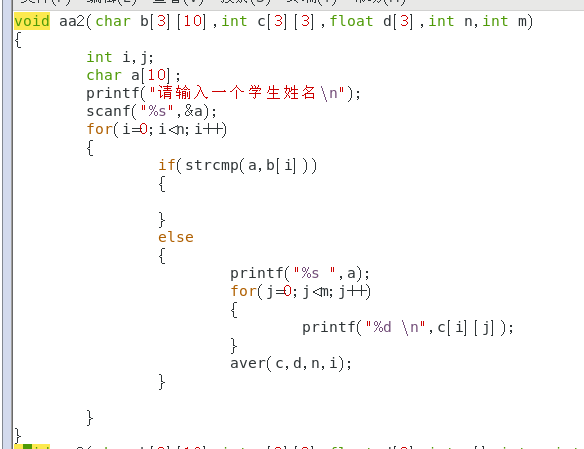 void aa2(char b[3][10],int c[3][3],float d[3],int n,int m)
{
int i,j;
char a[10];
printf("请输入一个学生姓名\n");
scanf("%s",&a);
for(i=0;i<n;i++)
{
if(strcmp(a,b[i]))
{
}
else
{
printf("%s ",a);
for(j=0;j<m;j++)
{
printf("%d \n",c[i][j]);
}
aver(c,d,n,i);
}
}
}